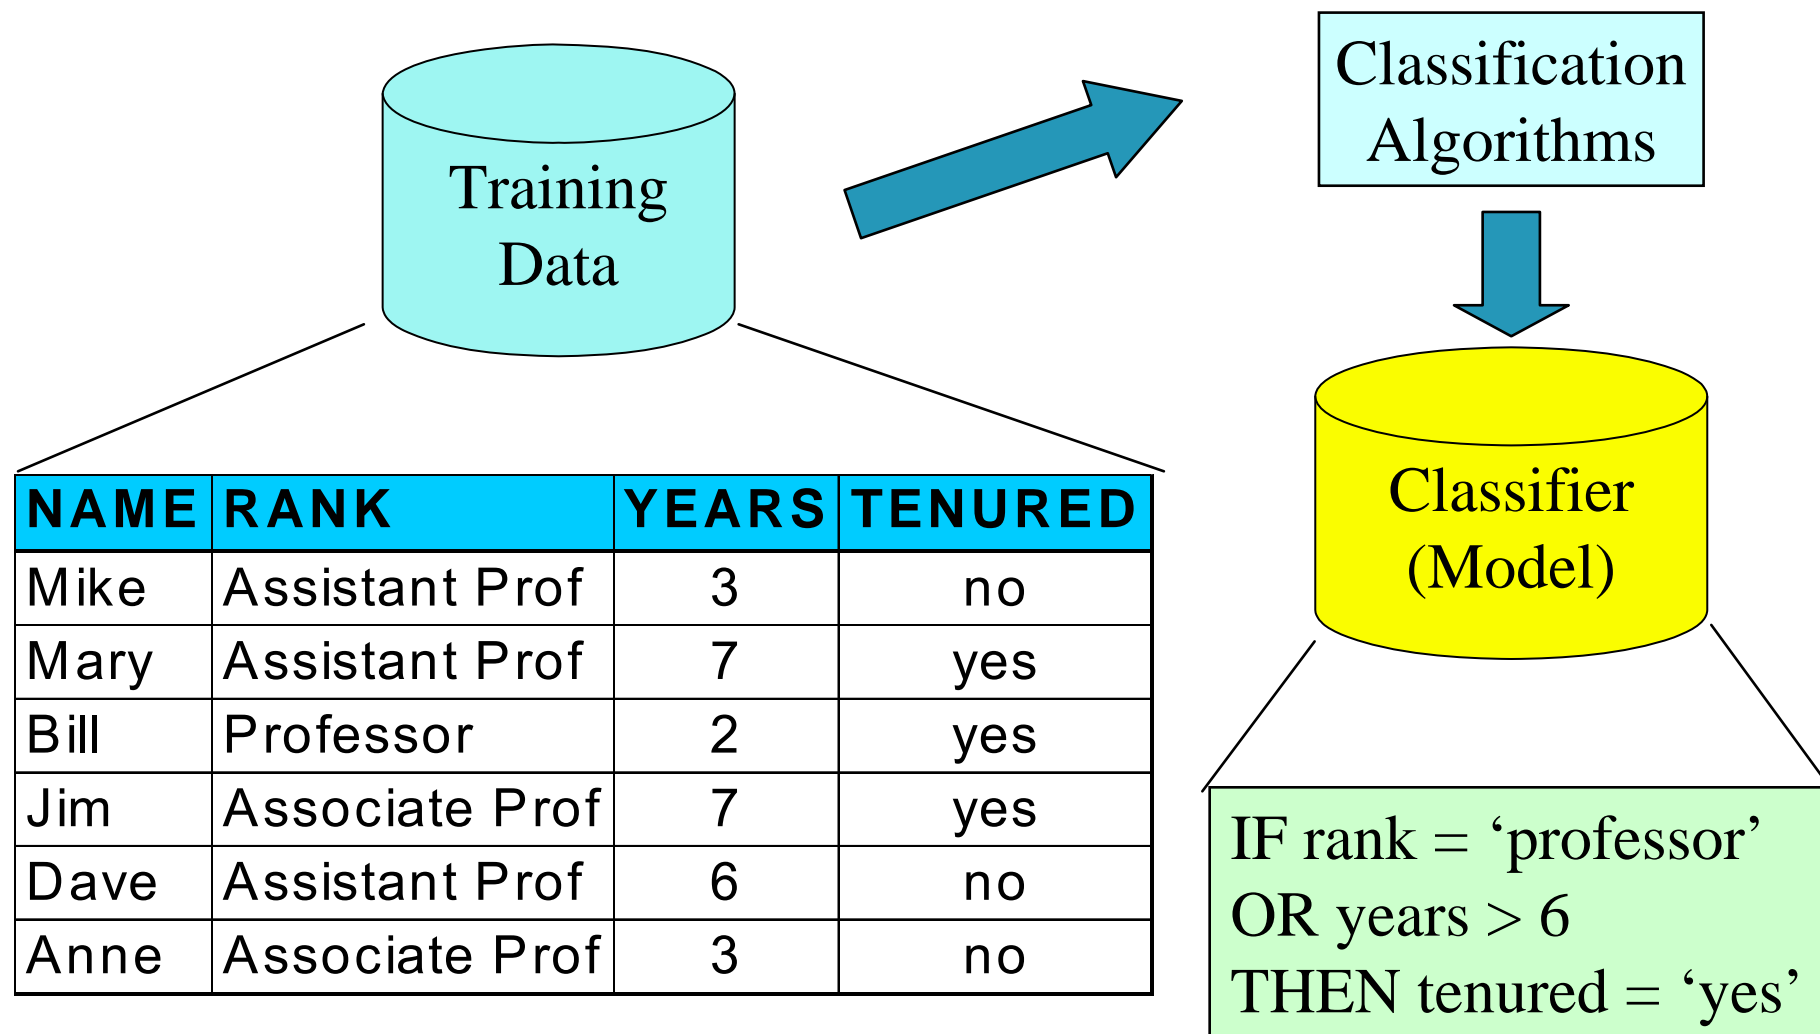 Training
Data
Classification
Algorithms
Classifier
(Model)
NAME RANK YEARS TENURED
Mike Assistant Prof 3 no
Mary Assistant Prof 7 yes
Bill Professor 2 yes
Jim Associate Prof 7 yes
Dave Assistant Prof 6 no
Anne Associate Prof 3 no
IF rank = ‘professor’
OR years > 6
THEN tenured = ‘yes’